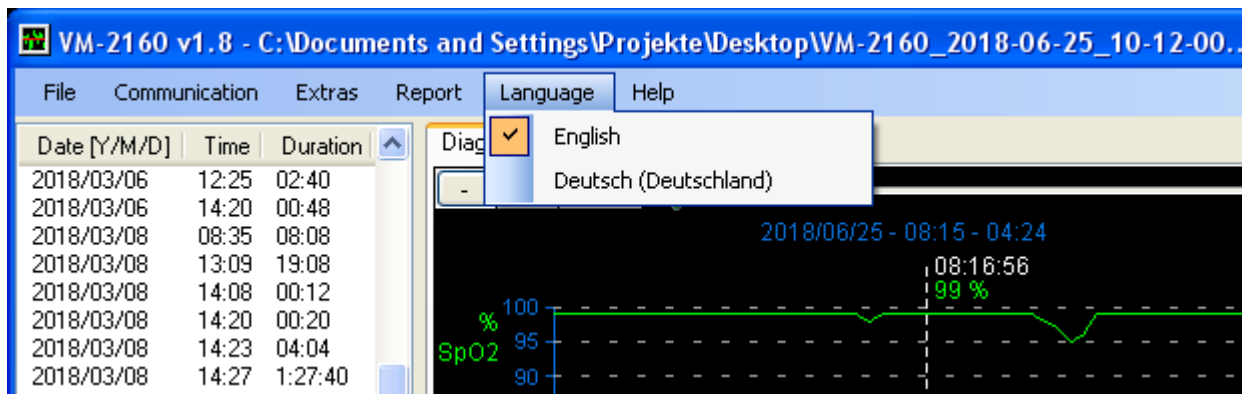 VM-2160 v1.8 - C:\Documents and Settings\Projekte\Desktop\VM-2160_2018-06-25_10-12-00..
File Communication Extras Report Language Help
English
Deutsch (Deutschland)
Date [Y/M/D] Time Duration
2018/03/06 12:25 02:40
2018/03/06 14:20 00:48
2018/03/08 08:35 08:08
2018/03/08 13:09 19:08
2018/03/08 14:08 00:12
2018/03/08 14:20 00:20
2018/03/08 14:23 04:04
2018/03/08 14:27 1:27:40
Diag
-
2018/06/25 - 08:15 - 04:24
08:16:56
99 %
% SpO2
100
95
90